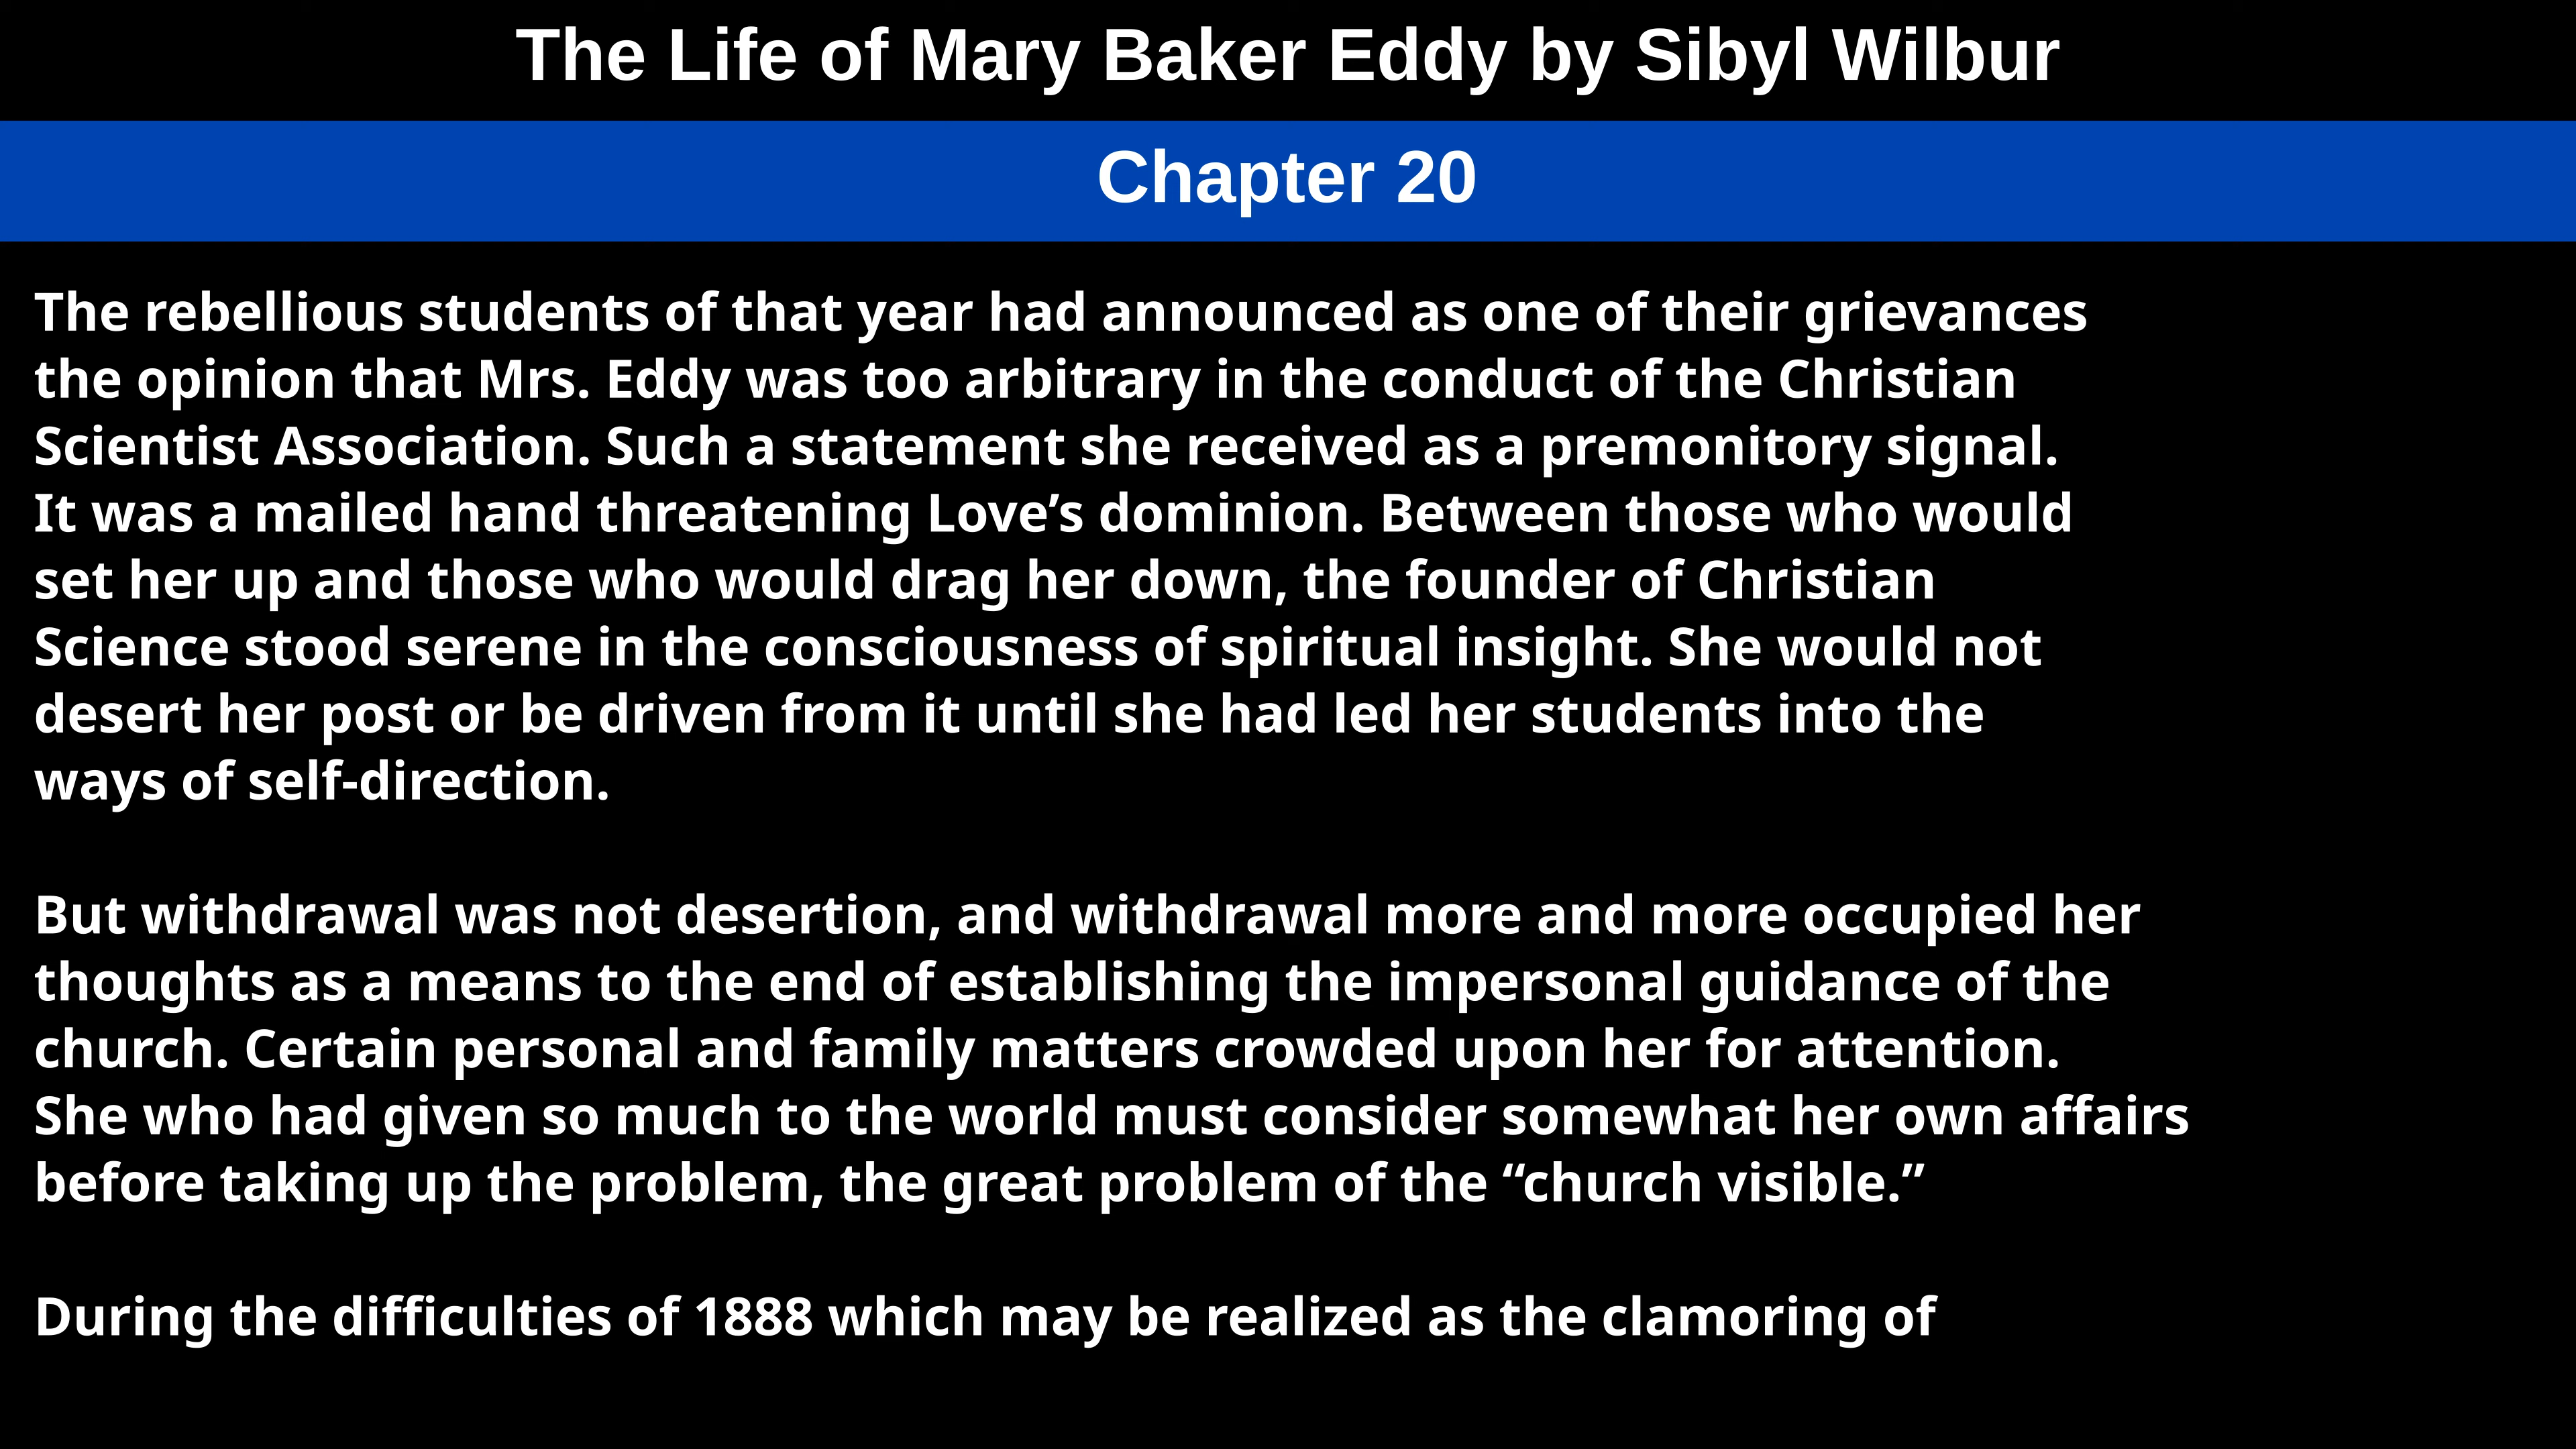 The Life of Mary Baker Eddy by Sibyl Wilbur
Chapter 20
The rebellious students of that year had announced as one of their grievances
the opinion that Mrs. Eddy was too arbitrary in the conduct of the Christian
Scientist Association. Such a statement she received as a premonitory signal.
It was a mailed hand threatening Love’s dominion. Between those who would
set her up and those who would drag her down, the founder of Christian
Science stood serene in the consciousness of spiritual insight. She would not
desert her post or be driven from it until she had led her students into the
ways of self-direction.
But withdrawal was not desertion, and withdrawal more and more occupied her
thoughts as a means to the end of establishing the impersonal guidance of the
church. Certain personal and family matters crowded upon her for attention.
She who had given so much to the world must consider somewhat her own affairs
before taking up the problem, the great problem of the “church visible.”
During the difficulties of 1888 which may be realized as the clamoring of